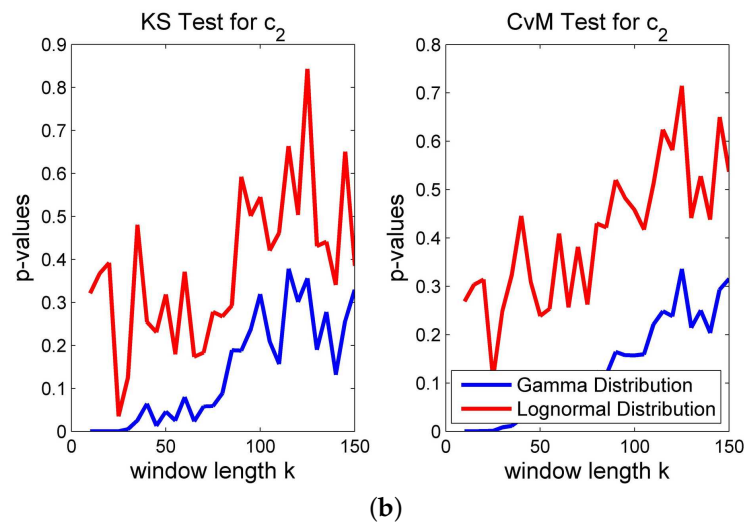 KS Test for c2
0.9
0.8
0.7
0.6
0.5
0.4
0.3
0.2
0.1
0
p-values
0 50 100 150
window length k
CvM Test for c2
0.8
0.7
0.6
0.5
0.4
0.3
0.2
0.1
0
p-values
Gamma Distribution
Lognormal Distribution
0 50 100 150
window length k
(b)